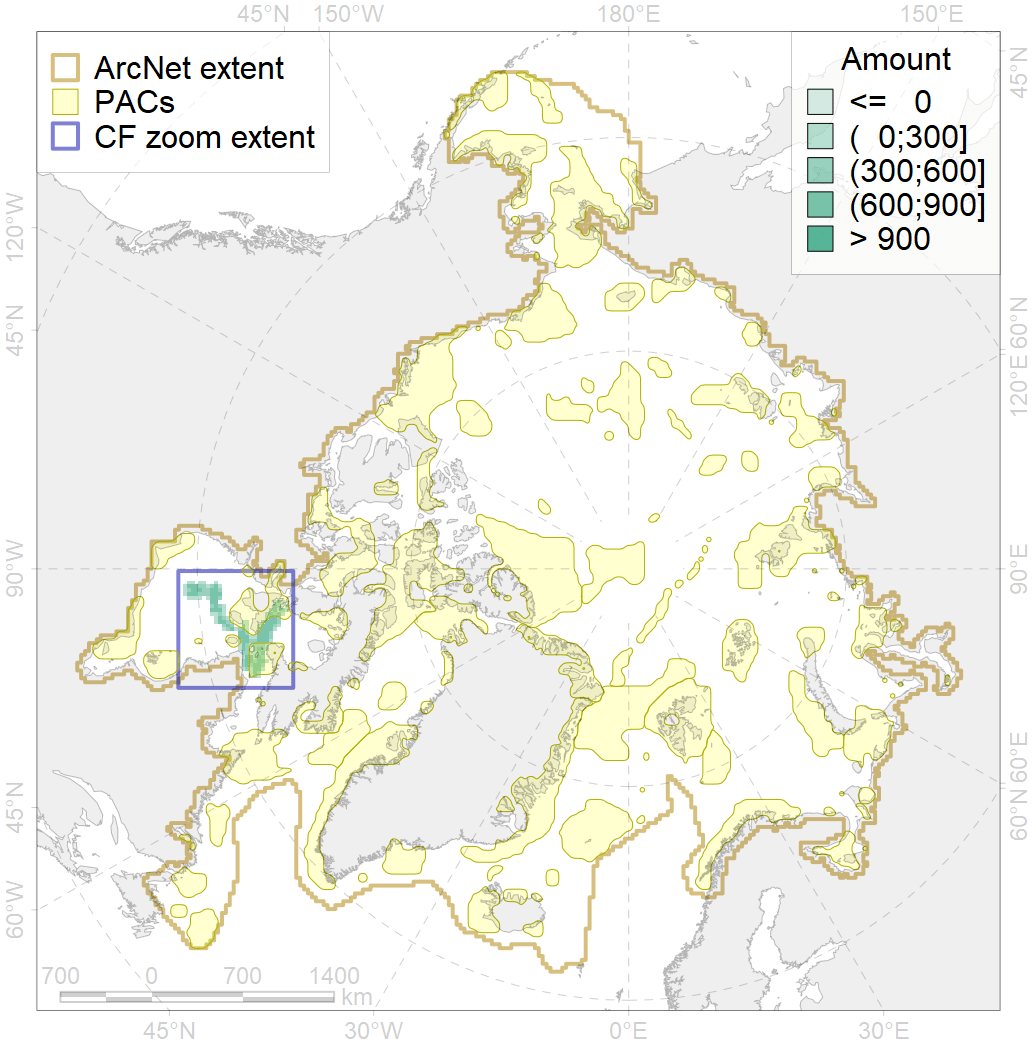 45°N 150°W 180°E 150°E
ArcNet extent
PACs
CF zoom extent
Amount
<= 0
( 0;300]
(300;600]
(600;900]
> 900
120°W
45°N
90°W
45°N
60°W
45°N
60°N
120°E
90°E
60°E
60°N
700 0 700 1400
km
45°N 30°W 0°E 30°E